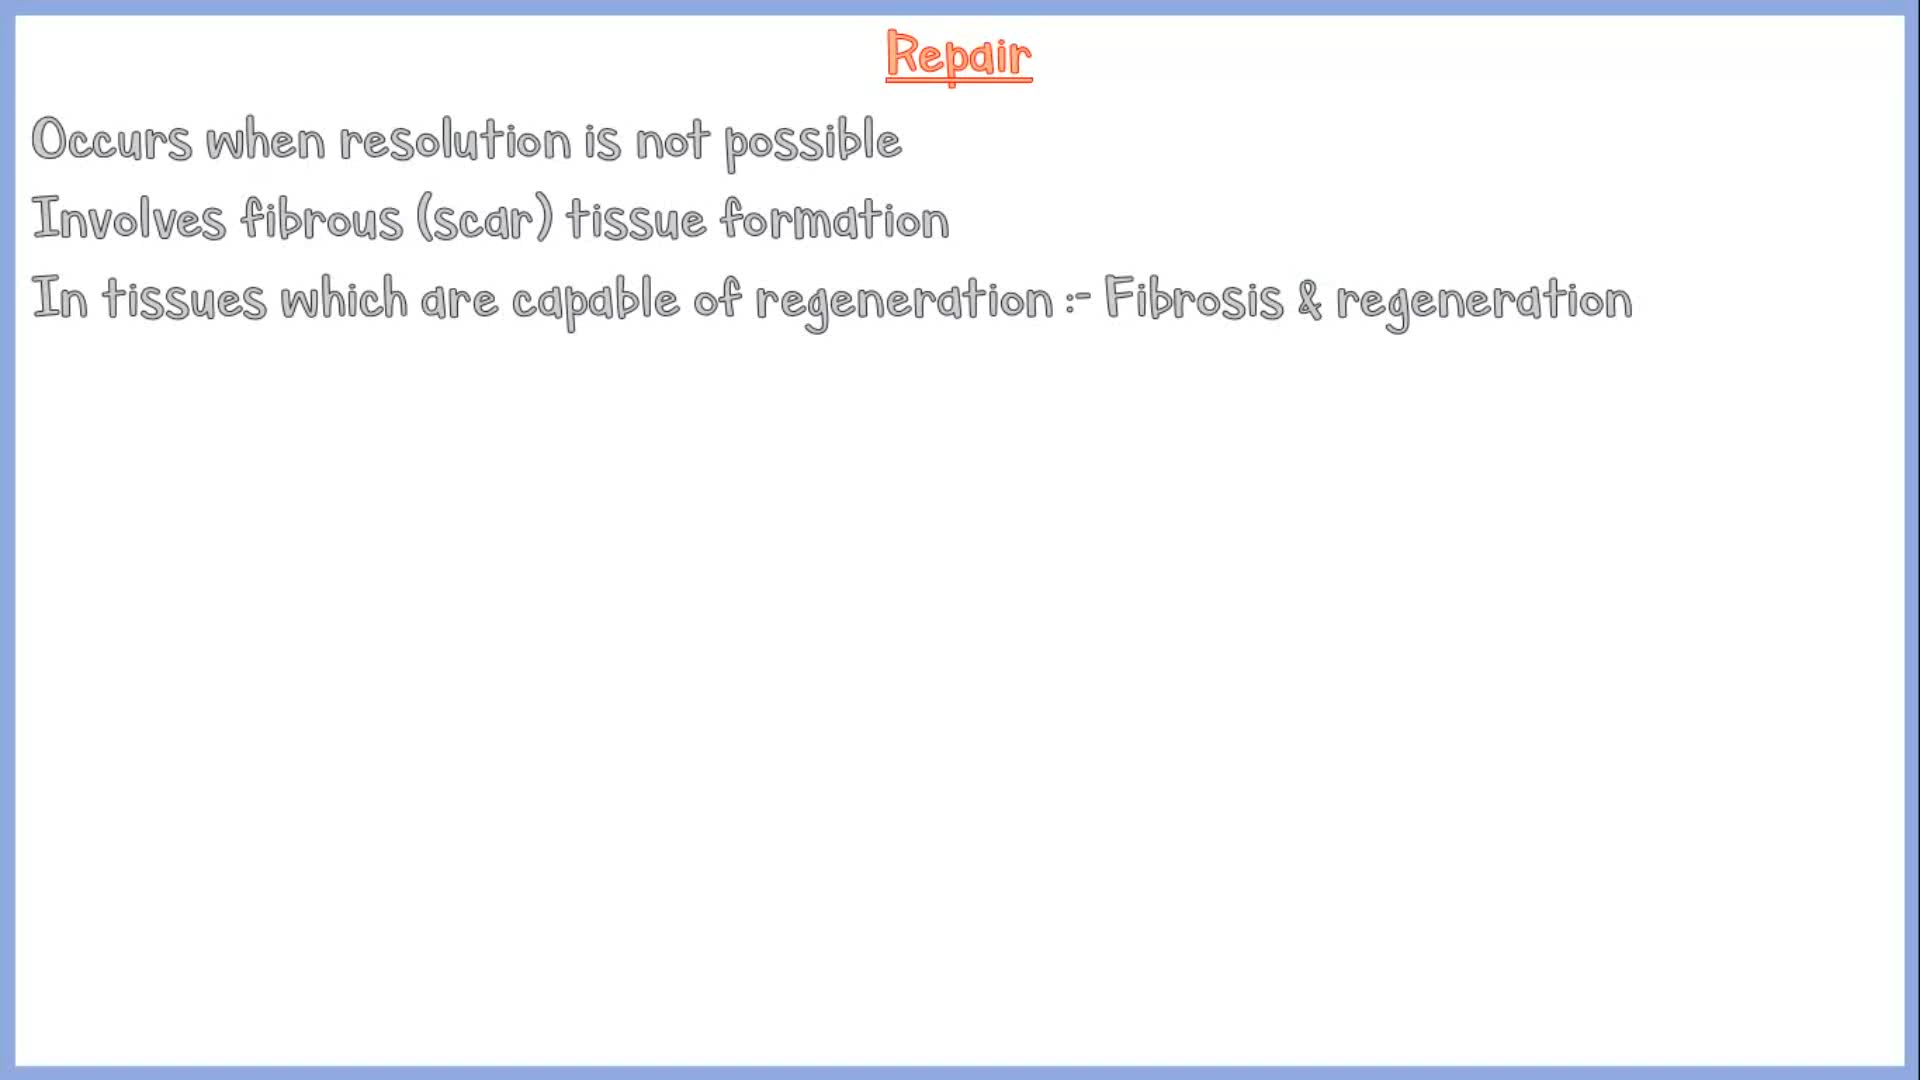 Repair
Occurs when resolution is not possible
Involves fibrous (scar) tissue formation
In tissues which are capable of regeneration :- Fibrosis & regeneration